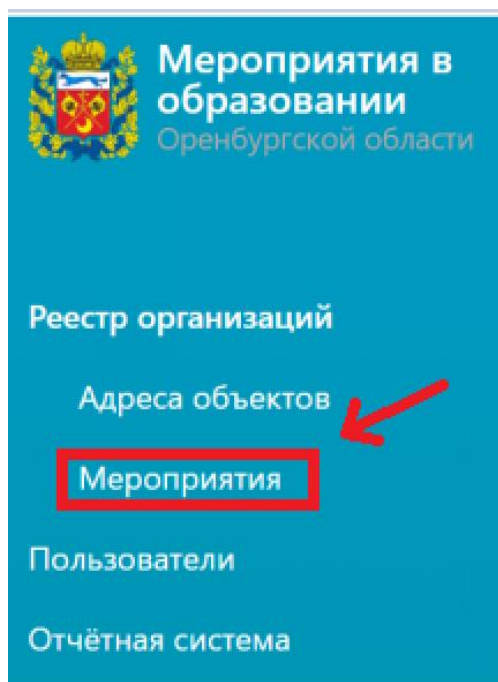 Мероприятия в
образовании
Оренбургской области
Реестр организаций
Адреса объектов
Мероприятия
Пользователи
Отчётная система